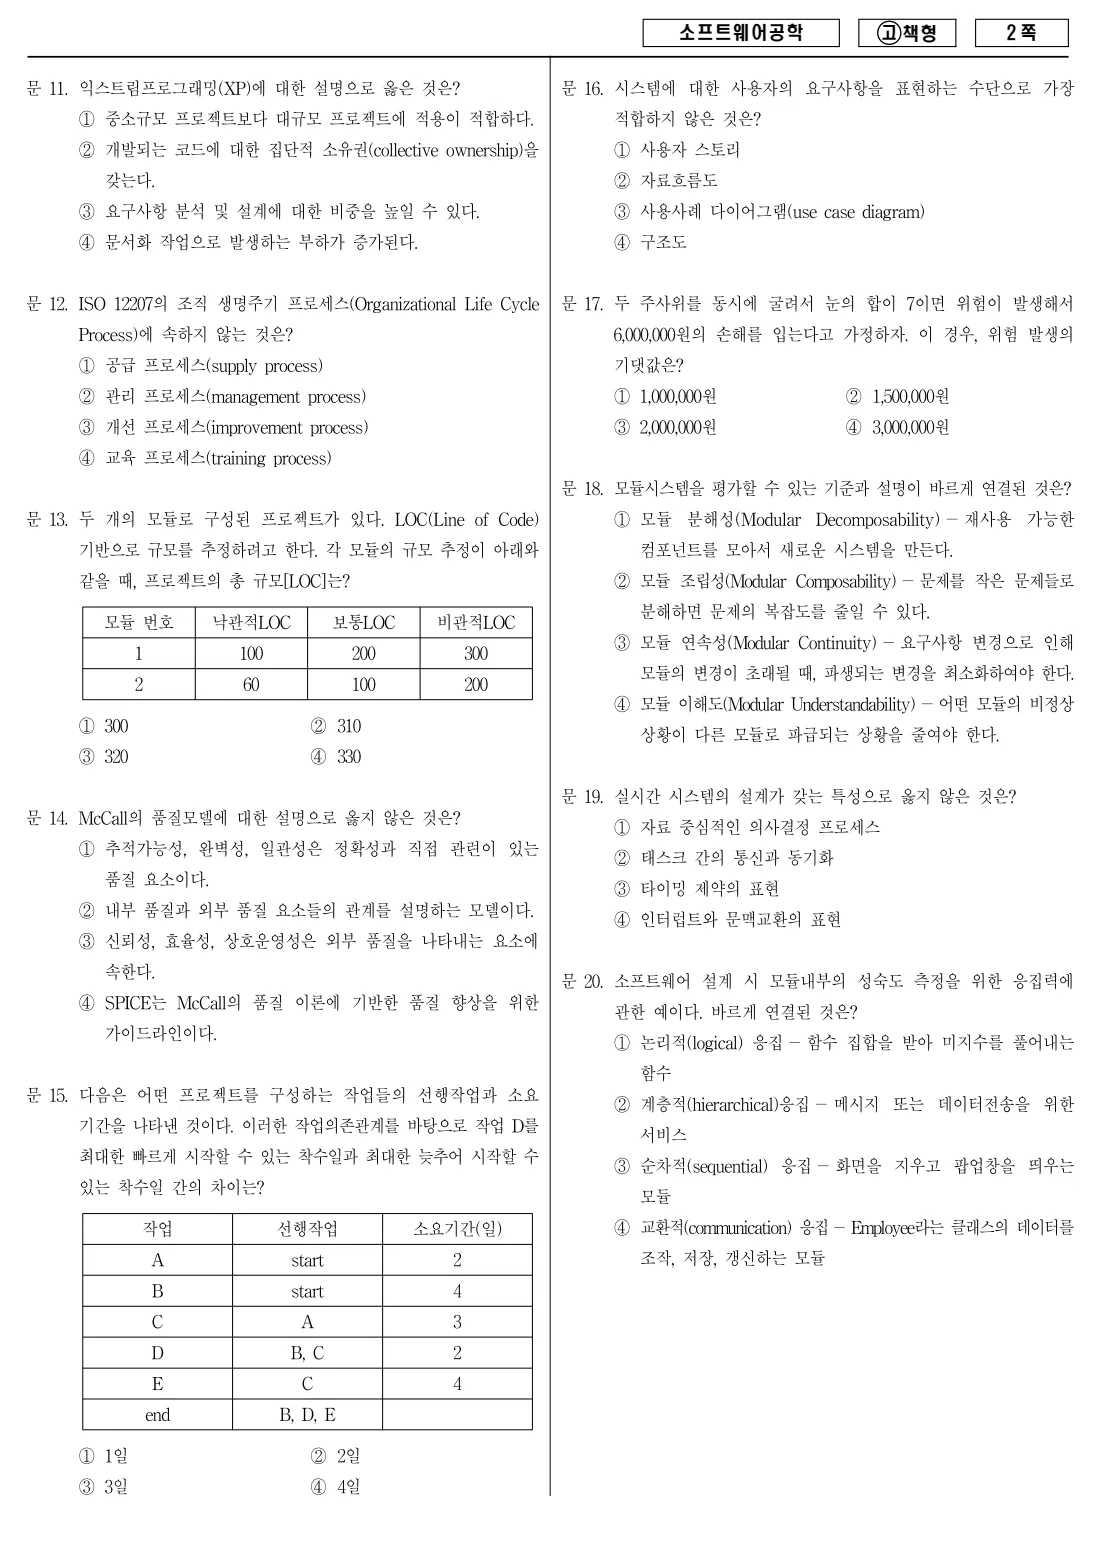 소프트웨어공학
고책형
2 쪽
문 11. 익스트림프로그래밍(XP)에 대한 설명으로 옳은 것은?
① 중소규모 프로젝트보다 대규모 프로젝트에 적용이 적합하다.
② 개발되는 코드에 대한 집단적 소유권(collective ownership)을
갖는다.
③ 요구사항 분석 및 설계에 대한 비중을 높일 수 있다.
④ 문서화 작업으로 발생하는 부하가 증가된다.
문 12. ISO 12207의 조직 생명주기 프로세스(Organizational Life Cycle
Process)에 속하지 않는 것은?
① 공급 프로세스(supply process)
② 관리 프로세스(management process)
③ 개선 프로세스(improvement process)
④ 교육 프로세스(training process)
문 13. 두 개의 모듈로 구성된 프로젝트가 있다. LOC(Line of Code)
기반으로 규모를 추정하려고 한다. 각 모듈의 규모 추정이 아래와
같을 때, 프로젝트의 총 규모[LOC]는?
모듈 번호 낙관적LOC 보통LOC 비관적LOC
1 100 200 300
2 60 100 200
① 300 ② 310
③ 320 ④ 330
문 14. McCall의 품질모델에 대한 설명으로 옳지 않은 것은?
① 추적가능성, 완벽성, 일관성은 정확성과 직접 관련이 있는
품질 요소이다.
② 내부 품질과 외부 품질 요소들의 관계를 설명하는 모델이다.
③ 신뢰성, 효율성, 상호운영성은 외부 품질을 나타내는 요소에
속한다.
④ SPICE는 McCall의 품질 이론에 기반한 품질 향상을 위한
가이드라인이다.
문 15. 다음은 어떤 프로젝트를 구성하는 작업들의 선행작업과 소요
기간을 나타낸 것이다. 이러한 작업의존관계를 바탕으로 작업 D를
최대한 빠르게 시작할 수 있는 착수일과 최대한 늦추어 시작할 수
있는 착수일 간의 차이는?
작업 선행작업 소요기간(일)
A start 2
B start 4
C A 3
D B, C 2
E C 4
end B, D, E
① 1일 ② 2일
③ 3일 ④ 4일
문 16. 시스템에 대한 사용자의 요구사항을 표현하는 수단으로 가장
적합하지 않은 것은?
① 사용자 스토리
② 자료흐름도
③ 사용사례 다이어그램(use case diagram)
④ 구조도
문 17. 두 주사위를 동시에 굴려서 눈의 합이 7이면 위험이 발생해서
6,000,000원의 손해를 입는다고 가정하자. 이 경우, 위험 발생의
기댓값은?
① 1,000,000원 ② 1,500,000원
③ 2,000,000원 ④ 3,000,000원
문 18. 모듈시스템을 평가할 수 있는 기준과 설명이 바르게 연결된 것은?
① 모듈 분해성(Modular Decomposability) - 재사용 가능한
컴포넌트를 모아서 새로운 시스템을 만든다.
② 모듈 조립성(Modular Composability) - 문제를 작은 문제들로
분해하면 문제의 복잡도를 줄일 수 있다.
③ 모듈 연속성(Modular Continuity) - 요구사항 변경으로 인해
모듈의 변경이 초래될 때, 파생되는 변경을 최소화하여야 한다.
④ 모듈 이해도(Modular Understandability) - 어떤 모듈의 비정상
상황이 다른 모듈로 파급되는 상황을 줄여야 한다.
문 19. 실시간 시스템의 설계가 갖는 특성으로 옳지 않은 것은?
① 자료 중심적인 의사결정 프로세스
② 태스크 간의 통신과 동기화
③ 타이밍 제약의 표현
④ 인터럽트와 문맥교환의 표현
문 20. 소프트웨어 설계 시 모듈내부의 성숙도 측정을 위한 응집력에
관한 예이다. 바르게 연결된 것은?
① 논리적(logical) 응집 - 함수 집합을 받아 미지수를 풀어내는
함수
② 계층적(hierarchical)응집 - 메시지 또는 데이터전송을 위한
서비스
③ 순차적(sequential) 응집 - 화면을 지우고 팝업창을 띄우는
모듈
④ 교환적(communication) 응집 - Employee라는 클래스의 데이터를
조작, 저장, 갱신하는 모듈